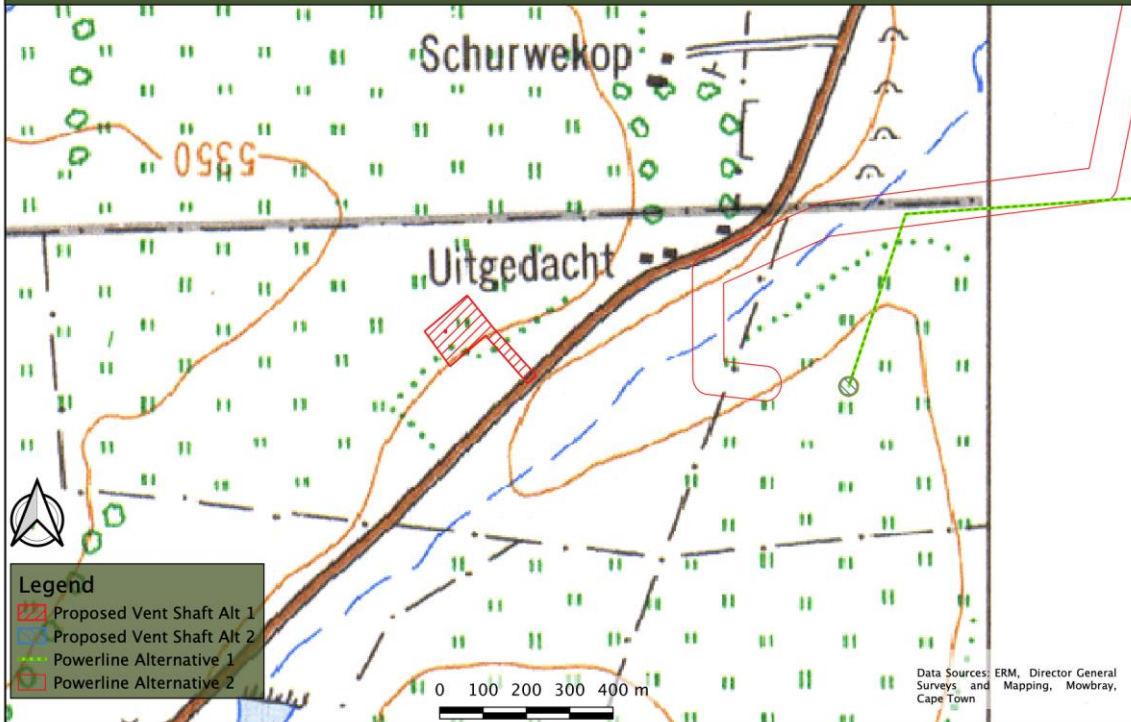 Schurwekop
5350
Uitgedacht
Legend
Proposed Vent Shaft Alt 1
Proposed Vent Shaft Alt 2
Powerline Alternative 1
Powerline Alternative 2
0 100 200 300 400 m
Data Sources: ERM, Director General
Surveys and Mapping, Mowbray,
Cape Town